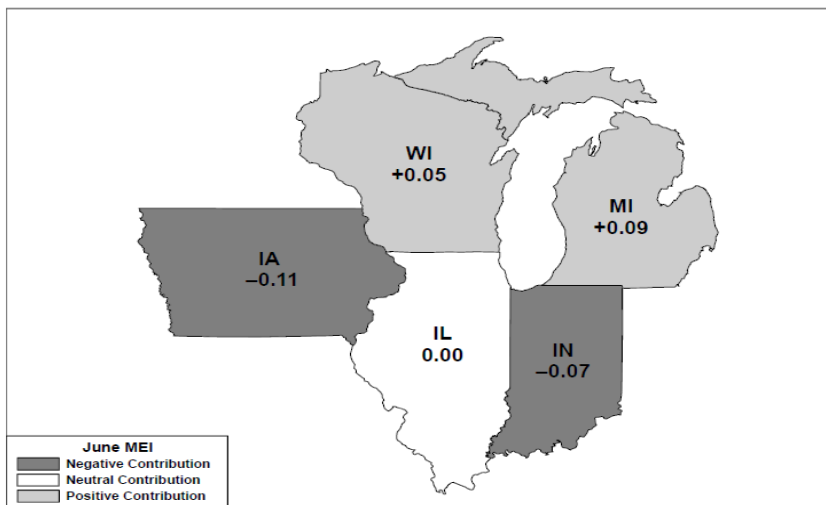 WI
+0.05
MI
+0.09
IA
–0.11
IL
0.00
IN
–0.07
June MEI
Negative Contribution
Neutral Contribution
Positive Contribution